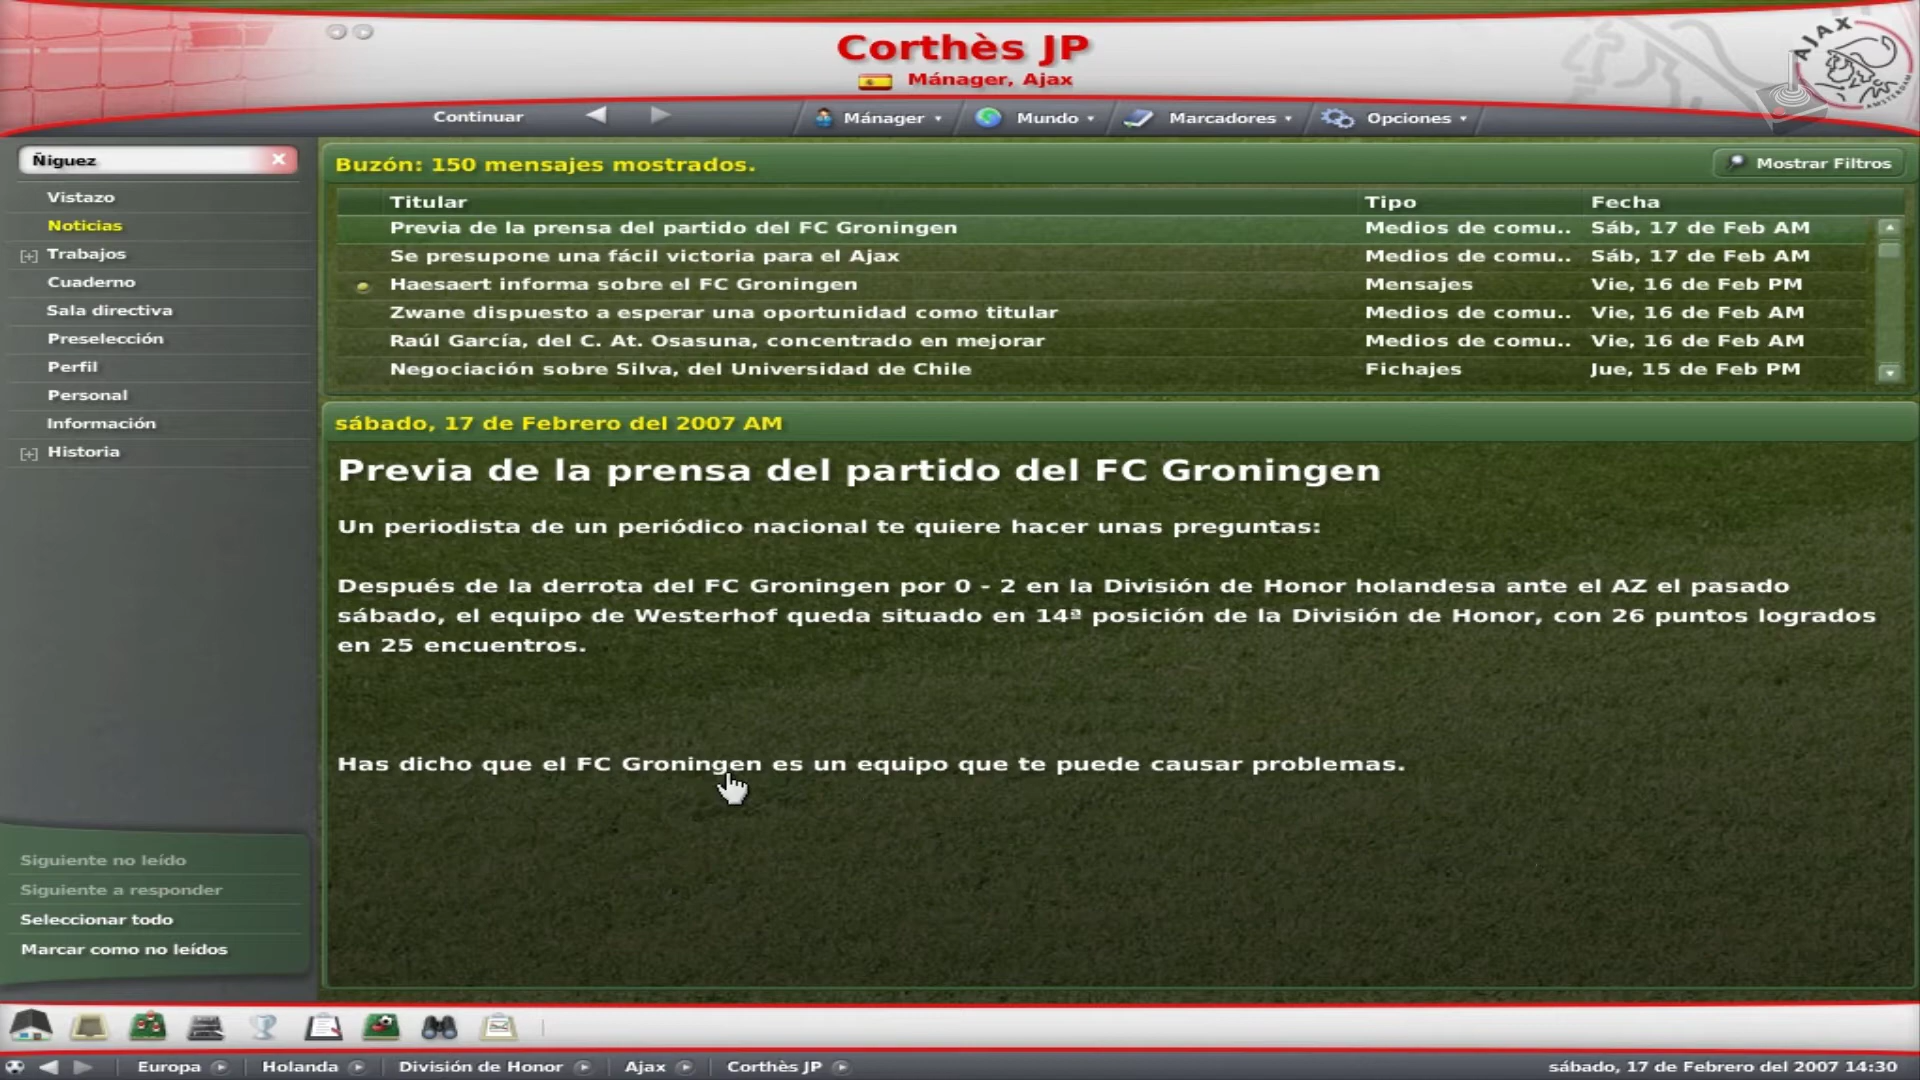 Corthès JP
Mánager, Ajax
AJAX
AMSTERDAM
Continuar
Mánager
Mundo
Marcadores
Opciones
Ñiguez
Vistazo
Noticias
[+] Trabajos
Cuaderno
Sala directiva
Preselección
Perfil
Personal
Información
[+] Historia
Buzón: 150 mensajes mostrados.
Mostrar Filtros
Titular Tipo Fecha
Previa de la prensa del partido del FC Groningen Medios de comu.. Sáb, 17 de Feb AM
Se presupone una fácil victoria para el Ajax Medios de comu.. Sáb, 17 de Feb AM
Haesaert informa sobre el FC Groningen Mensajes Vie, 16 de Feb PM
Zwane dispuesto a esperar una oportunidad como titular Medios de comu.. Vie, 16 de Feb AM
Raúl García, del C. At. Osasuna, concentrado en mejorar Medios de comu.. Vie, 16 de Feb AM
Negociación sobre Silva, del Universidad de Chile Fichajes Jue, 15 de Feb PM
sábado, 17 de Febrero del 2007 AM
Previa de la prensa del partido del FC Groningen
Un periodista de un periódico nacional te quiere hacer unas preguntas:
Después de la derrota del FC Groningen por 0 - 2 en la División de Honor holandesa ante el AZ el pasado
sábado, el equipo de Westerhof queda situado en 14ª posición de la División de Honor, con 26 puntos logrados
en 25 encuentros.
Has dicho que el FC Groningen es un equipo que te puede causar problemas.
Siguiente no leído
Siguiente a responder
Seleccionar todo
Marcar como no leídos
Europa Holanda División de Honor Ajax Corthès JP
sábado, 17 de Febrero del 2007 14:30